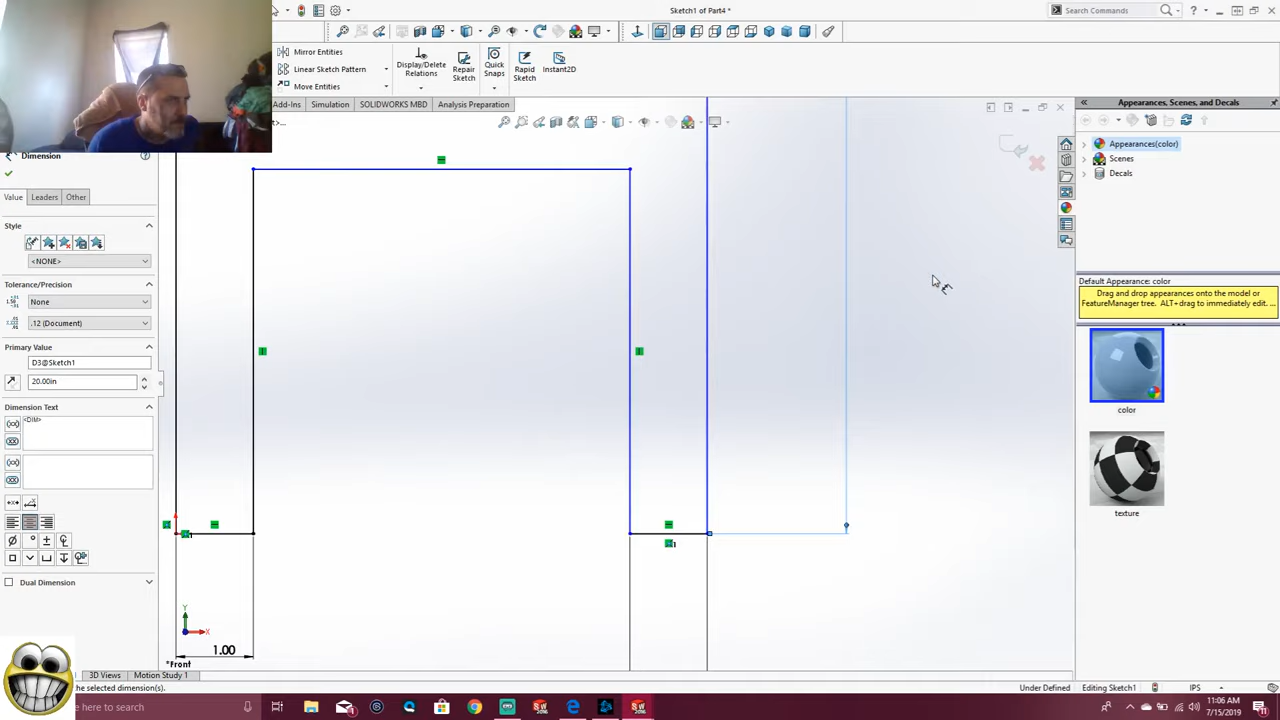 Sketch1 of Part4 *
Search Commands
Mirror Entities
Linear Sketch Pattern
Move Entities
Display/Delete
Relations
Repair
Sketch
Quick
Snaps
Rapid
Sketch
Instant2D
Add-Ins
Simulation
SOLIDWORKS MBD
Analysis Preparation
Appearances, Scenes, and Decals
Appearances(color)
Scenes
Decals
Dimension
Value
Leaders
Other
Style
<NONE>
Tolerance/Precision
None
.12 (Document)
Primary Value
D3@Sketch1
20.00in
Dimension Text
<DIM>
Dual Dimension
Default Appearance: color
Drag and drop appearances onto the model or
FeatureManager tree. ALT+drag to immediately edit. ...
color
texture
Y
X
1.00
*Front
3D Views
Motion Study 1
the selected dimension(s).
Under Defined
Editing Sketch1
IPS
here to search
11:06 AM
7/15/2019